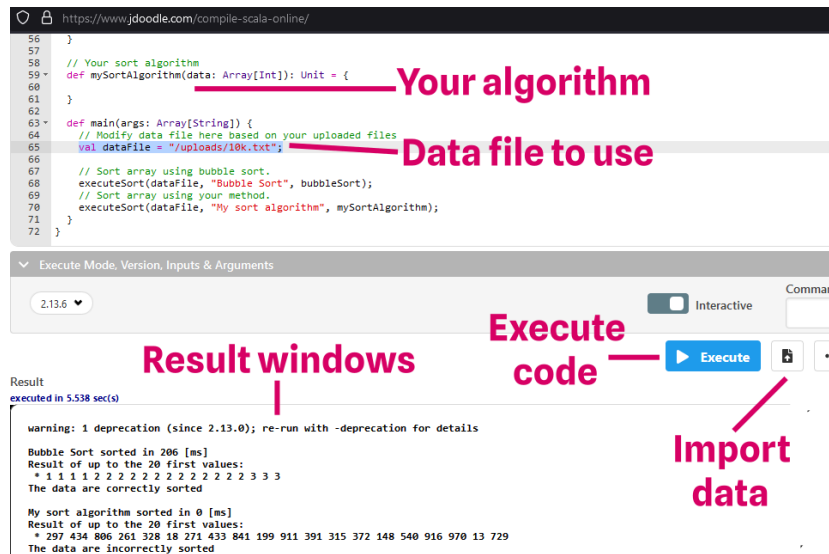 https://www.jdoodle.com/compile-scala-online/
56 }
57
58 // Your sort algorithm
59 def mySortAlgorithm(data: Array[Int]): Unit = {
60
61 }
62
63 def main(args: Array[String]) {
64 // Modify data file here based on your uploaded files
65 val dataFile = "/uploads/10k.txt";
66
67 // Sort array using bubble sort.
68 executeSort(dataFile, "Bubble Sort", bubbleSort);
69 // Sort array using your method.
70 executeSort(dataFile, "My sort algorithm", mySortAlgorithm);
71 }
72 }
Your algorithm
Data file to use
Execute Mode, Version, Inputs & Arguments
2.13.6
Interactive
Comman
Execute
code
Execute
Result windows
Import
data
Result
executed in 5.538 sec(s)
warning: 1 deprecation (since 2.13.0); re-run with -deprecation for details
Bubble Sort sorted in 206 [ms]
Result of up to the 20 first values:
* 1 1 1 1 2 2 2 2 2 2 2 2 2 2 2 2 2 3 3 3
The data are correctly sorted
My sort algorithm sorted in 0 [ms]
Result of up to the 20 first values:
* 297 434 806 261 328 18 271 433 841 199 911 391 315 372 148 540 916 970 13 729
The data are incorrectly sorted